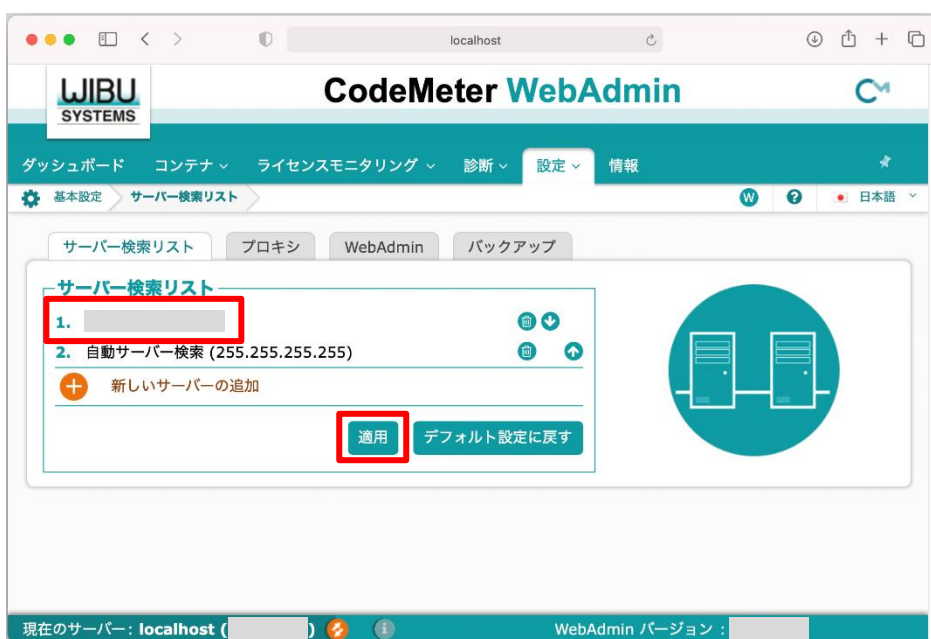 localhost
WIBU
SYSTEMS
CodeMeter WebAdmin
CM
ダッシュボード コンテナ ライセンスモニタリング 診断 設定 情報
基本設定 サーバー検索リスト W ? 日本語
サーバー検索リスト プロキシ WebAdmin バックアップ
サーバー検索リスト
1.
2. 自動サーバー検索 (255.255.255.255)
新しいサーバーの追加
適用 デフォルト設定に戻す
現在のサーバー: localhost ( ) i WebAdmin バージョン :